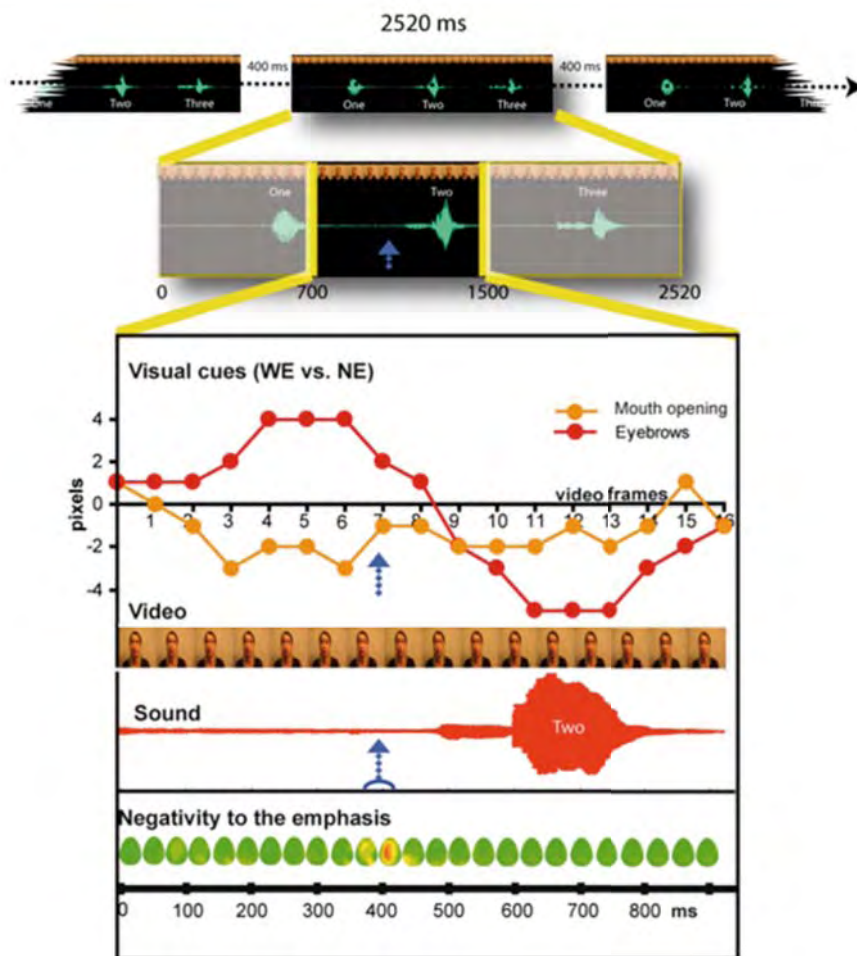 2520 ms
400 ms
400 ms
One Two Three
One Two Three
One Two Three
One Two Three
0 700 1500 2520
Visual cues (WE vs. NE)
Mouth opening
Eyebrows
4
2
0
-2
-4
pixels
video frames
1 2 3 4 5 6 7 8 9 10 11 12 13 14 15 16
Video
Sound
Two
Negativity to the emphasis
0 100 200 300 400 500 600 700 800 ms